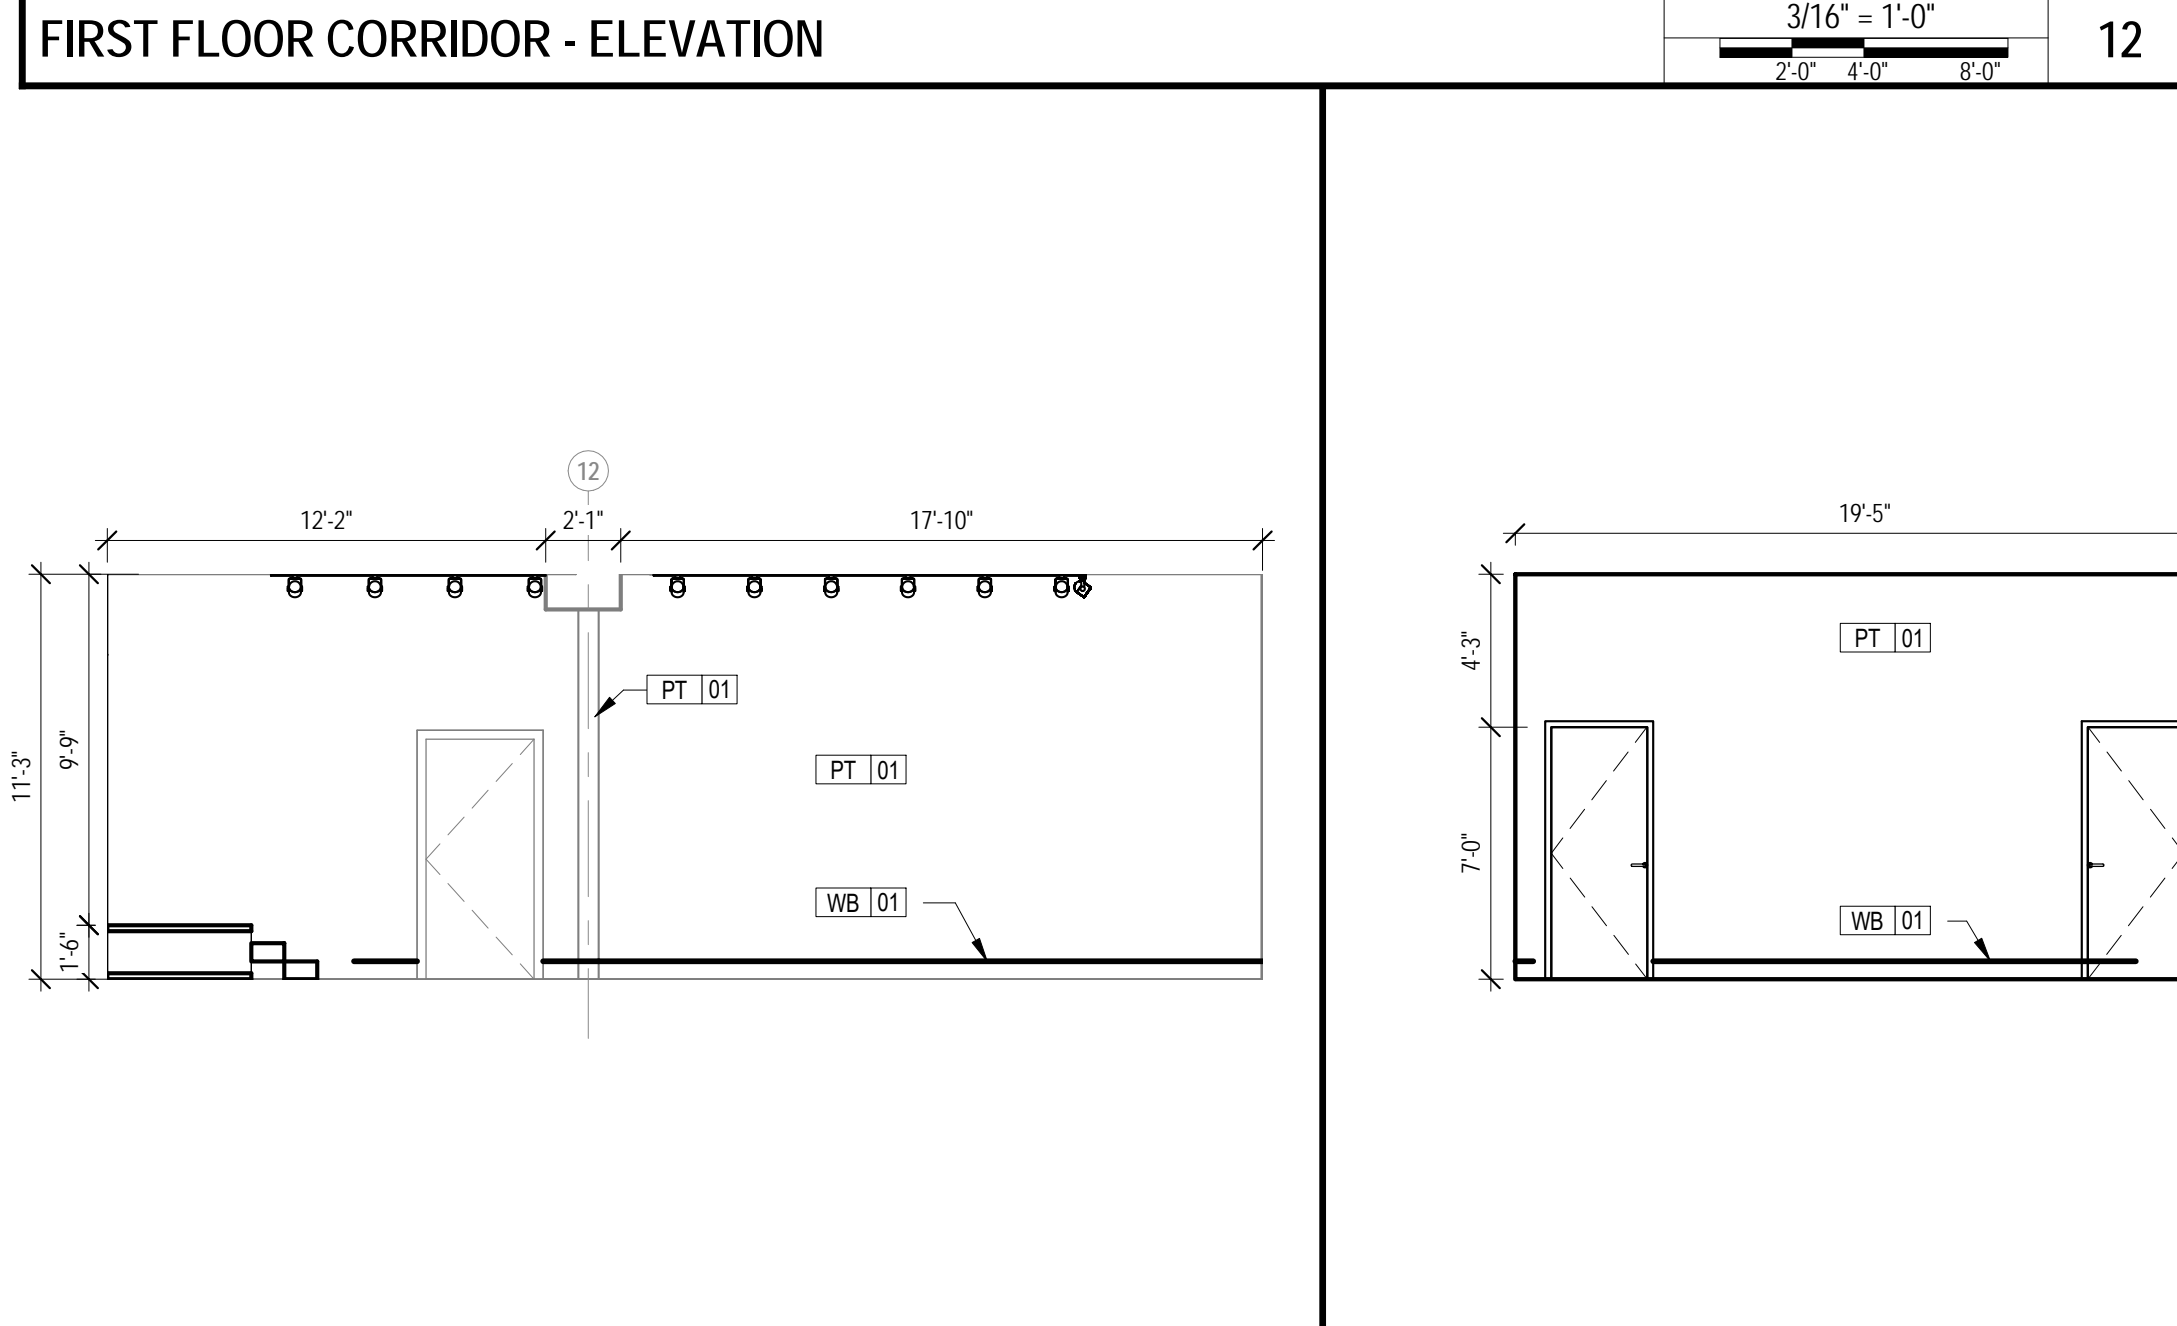 FIRST FLOOR CORRIDOR - ELEVATION
3/16" = 1'-0"
2'-0" 4'-0" 8'-0"
12
12
12'-2" 2'-1" 17'-10"
11'-3"
9'-9"
1'-6"
PT 01
PT 01
WB 01
19'-5"
4'-3"
7'-0"
PT 01
WB 01